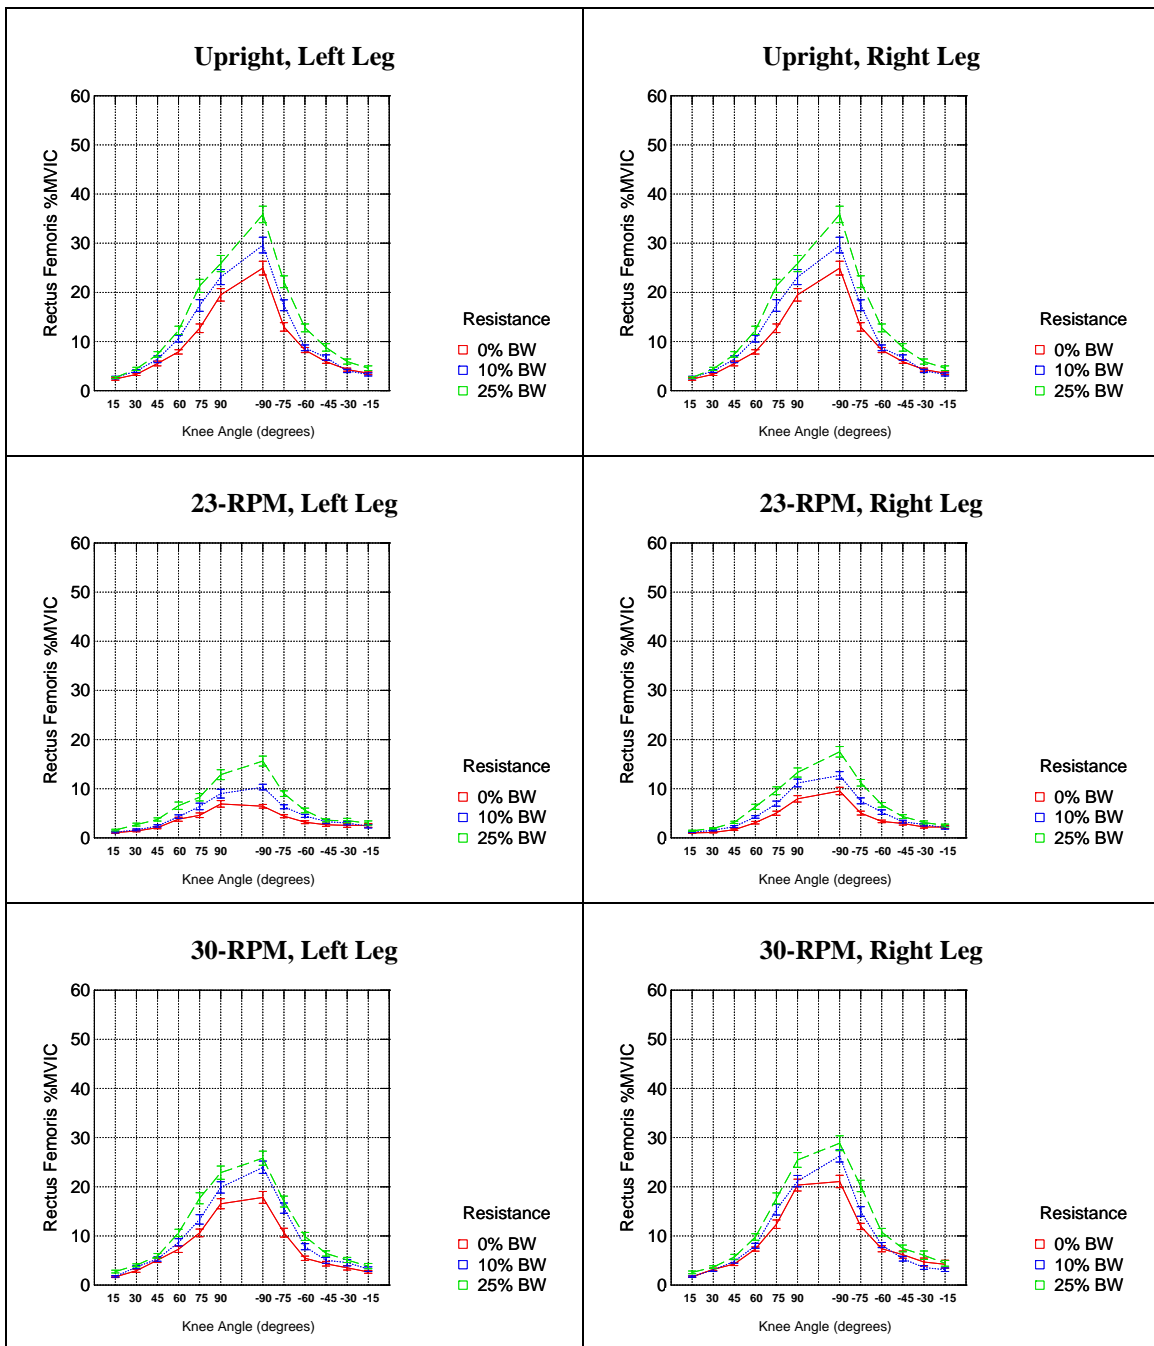 Upright, Left Leg
60
50
40
30
20
10
0
Rectus Femoris %MVIC
15 30 45 60 75 90 -90 -75 -60 -45 -30 -15
Knee Angle (degrees)
Resistance
0% BW
10% BW
25% BW
Upright, Right Leg
60
50
40
30
20
10
0
Rectus Femoris %MVIC
15 30 45 60 75 90 -90 -75 -60 -45 -30 -15
Knee Angle (degrees)
Resistance
0% BW
10% BW
25% BW
23-RPM, Left Leg
60
50
40
30
20
10
0
Rectus Femoris %MVIC
15 30 45 60 75 90 -90 -75 -60 -45 -30 -15
Knee Angle (degrees)
Resistance
0% BW
10% BW
25% BW
23-RPM, Right Leg
60
50
40
30
20
10
0
Rectus Femoris %MVIC
15 30 45 60 75 90 -90 -75 -60 -45 -30 -15
Knee Angle (degrees)
Resistance
0% BW
10% BW
25% BW
30-RPM, Left Leg
60
50
40
30
20
10
0
Rectus Femoris %MVIC
15 30 45 60 75 90 -90 -75 -60 -45 -30 -15
Knee Angle (degrees)
Resistance
0% BW
10% BW
25% BW
30-RPM, Right Leg
60
50
40
30
20
10
0
Rectus Femoris %MVIC
15 30 45 60 75 90 -90 -75 -60 -45 -30 -15
Knee Angle (degrees)
Resistance
0% BW
10% BW
25% BW